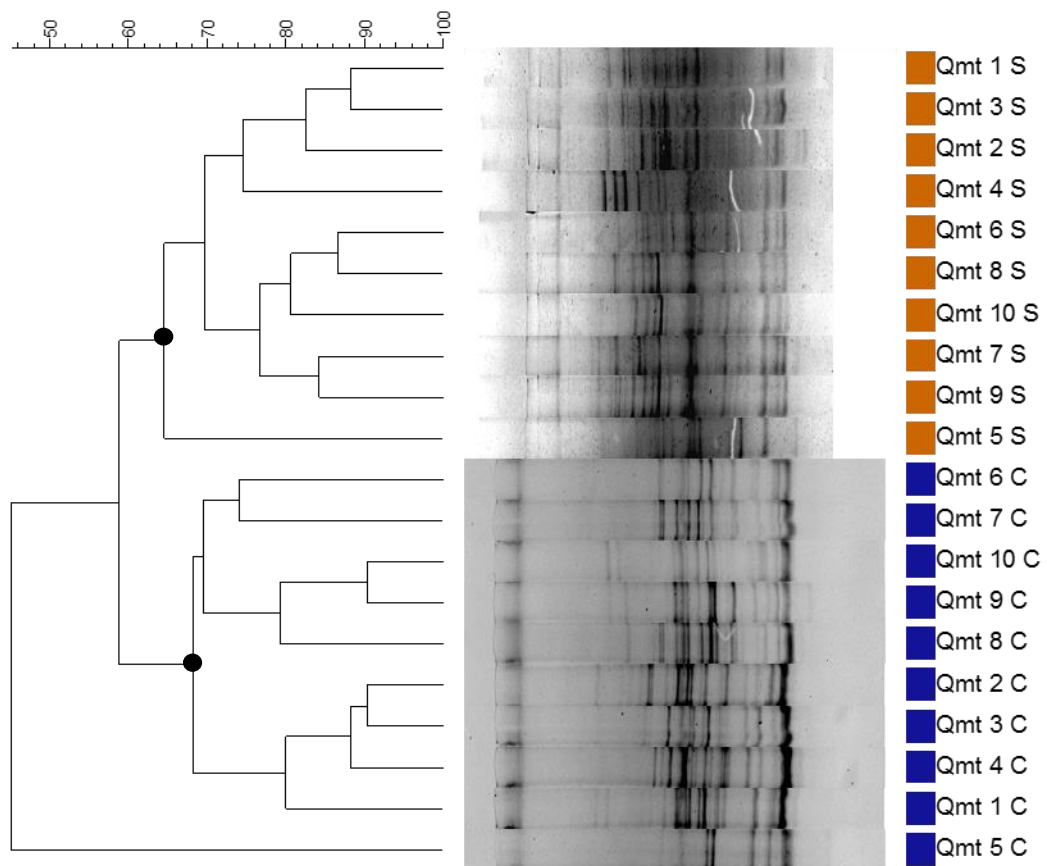 50 60 70 80 90 100
Qmt 1 S
Qmt 3 S
Qmt 2 S
Qmt 4 S
Qmt 6 S
Qmt 8 S
Qmt 10 S
Qmt 7 S
Qmt 9 S
Qmt 5 S
Qmt 6 C
Qmt 7 C
Qmt 10 C
Qmt 9 C
Qmt 8 C
Qmt 2 C
Qmt 3 C
Qmt 4 C
Qmt 1 C
Qmt 5 C